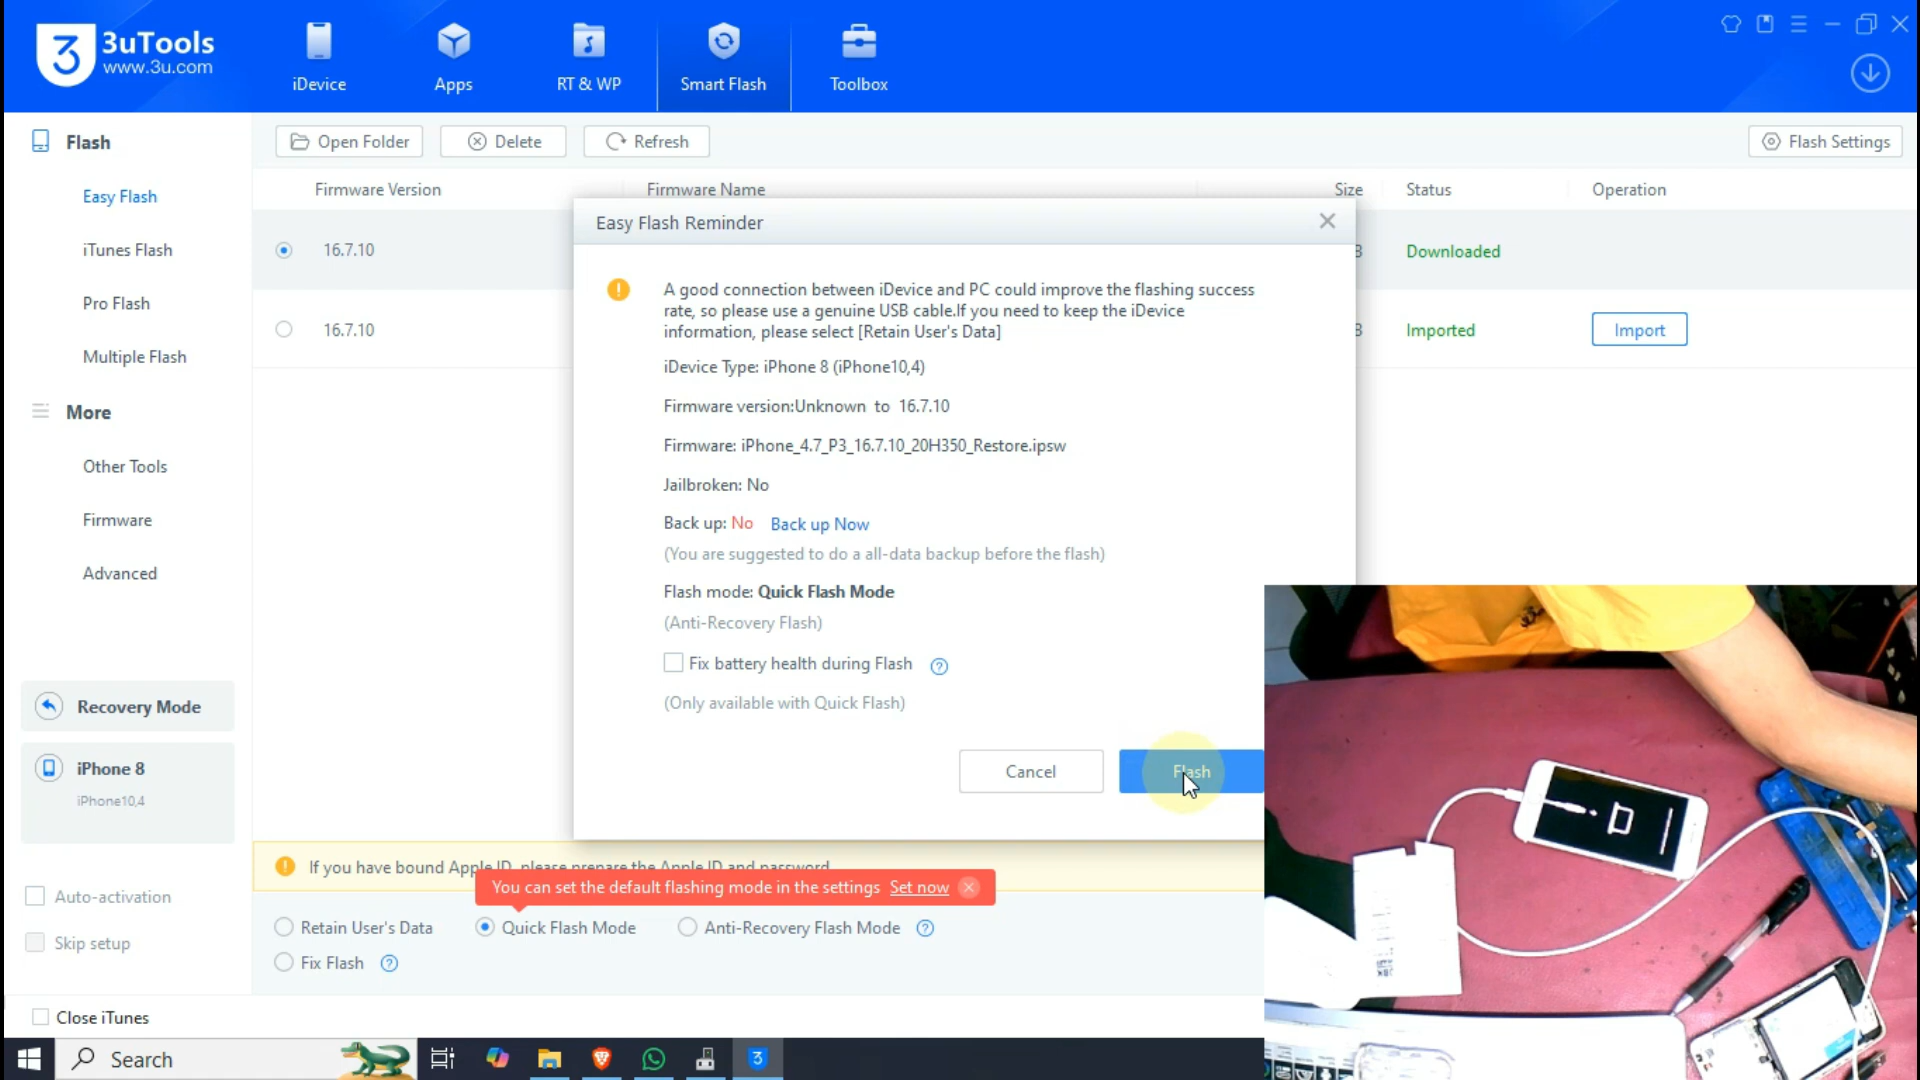 3 3uTools
www.3u.com
iDevice
Apps
RT & WP
Smart Flash
Toolbox
Flash
Easy Flash
iTunes Flash
Pro Flash
Multiple Flash
More
Other Tools
Firmware
Advanced
Recovery Mode
iPhone 8
iPhone10,4
Auto-activation
Skip setup
Close iTunes
Open Folder
Delete
Refresh
Flash Settings
Firmware Version
Firmware Name
Size
Status
Operation
16.7.10
Downloaded
16.7.10
Imported
Import
Easy Flash Reminder
A good connection between iDevice and PC could improve the flashing success
rate, so please use a genuine USB cable.If you need to keep the iDevice
information, please select [Retain User's Data]
iDevice Type: iPhone 8 (iPhone10,4)
Firmware version:Unknown to 16.7.10
Firmware: iPhone_4.7_P3_16.7.10_20H350_Restore.ipsw
Jailbroken: No
Back up: No Back up Now
(You are suggested to do a all-data backup before the flash)
Flash mode: Quick Flash Mode
(Anti-Recovery Flash)
Fix battery health during Flash ?
(Only available with Quick Flash)
Cancel
Flash
If you have bound Apple ID, please prepare the Apple ID and password
You can set the default flashing mode in the settings Set now
Retain User's Data
Quick Flash Mode
Anti-Recovery Flash Mode ?
Fix Flash ?
Search
3